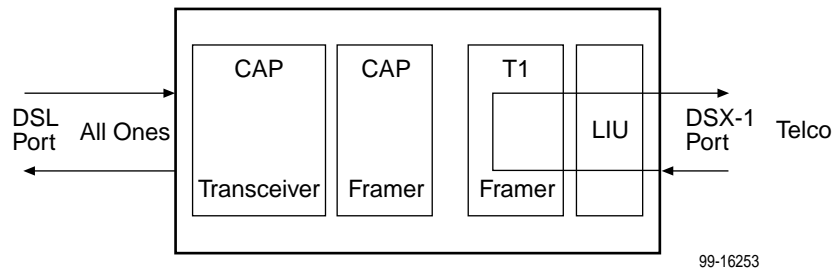 CAP
Transceiver
CAP
Framer
T1
Framer
LIU
DSL
Port
All Ones
DSX-1
Port
Telco
99-16253